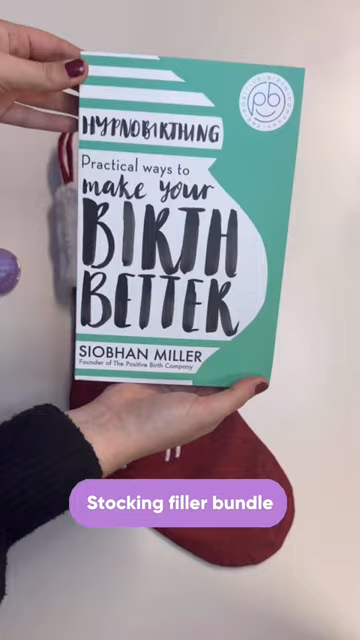 HYPNOBIRTHING
Practical ways to
make your
BIRTH
BETTER
SIOBHAN MILLER
Founder of The Positive Birth Company
pb
Stocking filler bundle